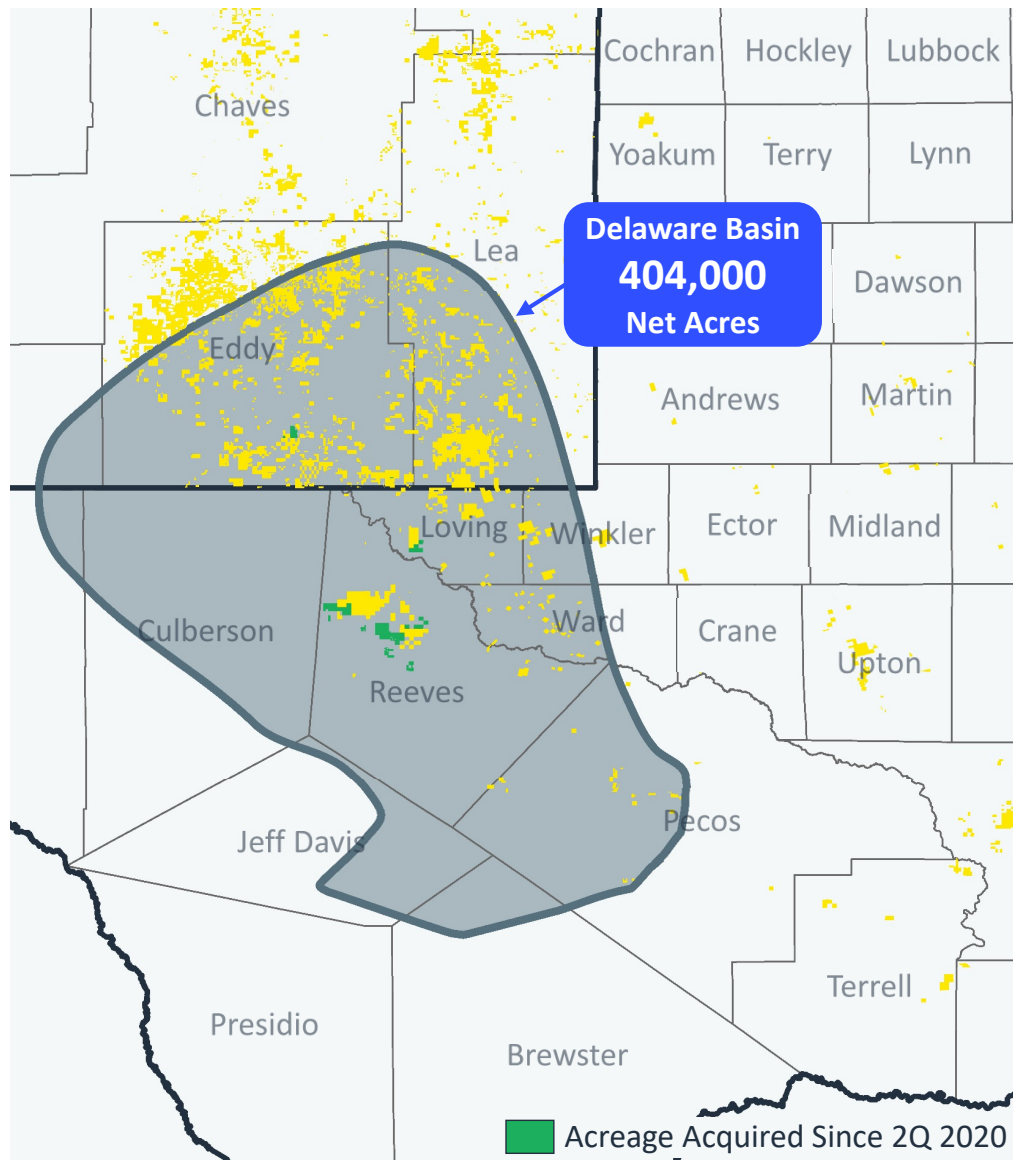 Cochran
Hockley
Lubbock
Chaves
Yoakum
Terry
Lynn
Lea
Delaware Basin
404,000
Net Acres
Dawson
Eddy
Andrews
Martin
Loving
Winkler
Ector
Midland
Culberson
Ward
Crane
Upton
Reeves
Jeff Davis
Pecos
Terrell
Presidio
Brewster
Acreage Acquired Since 2Q 2020